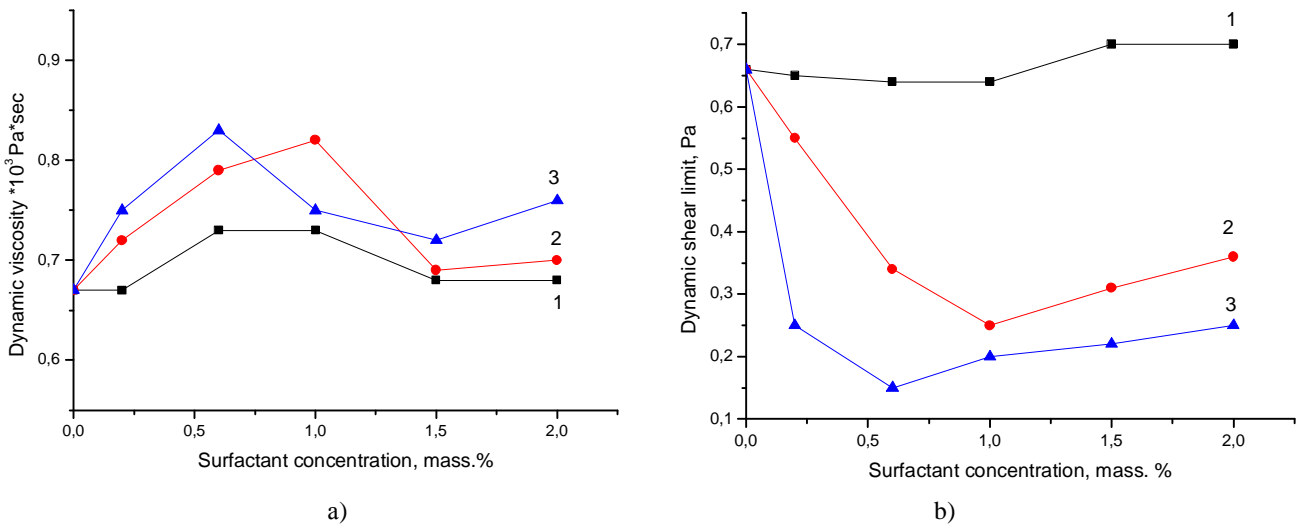 0,9
0,8
0,7
0,6
Dynamic viscosity *10³ Pa*sec
3
2
1
0,0 0,5 1,0 1,5 2,0
Surfactant concentration, mass.%
a)
0,7
0,6
0,5
0,4
0,3
0,2
0,1
Dynamic shear limit, Pa
1
2
3
0,0 0,5 1,0 1,5 2,0
Surfactant concentration, mass. %
b)